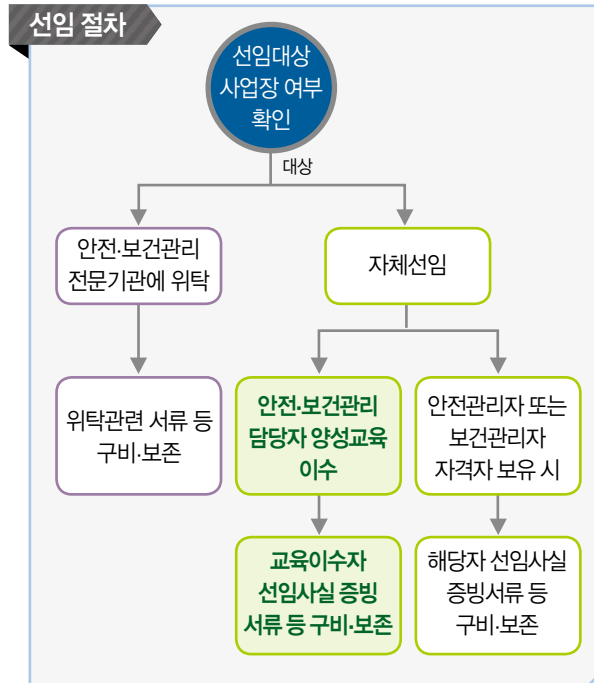 선임 절차
선임대상
사업장 여부
확인
대상
안전·보건관리
전문기관에 위탁
자체선임
위탁관련 서류 등
구비·보존
안전·보건관리
담당자 양성교육
이수
안전관리자 또는
보건관리자
자격자 보유 시
교육이수자
선임사실 증빙
서류 등 구비·보존
해당자 선임사실
증빙서류 등
구비·보존